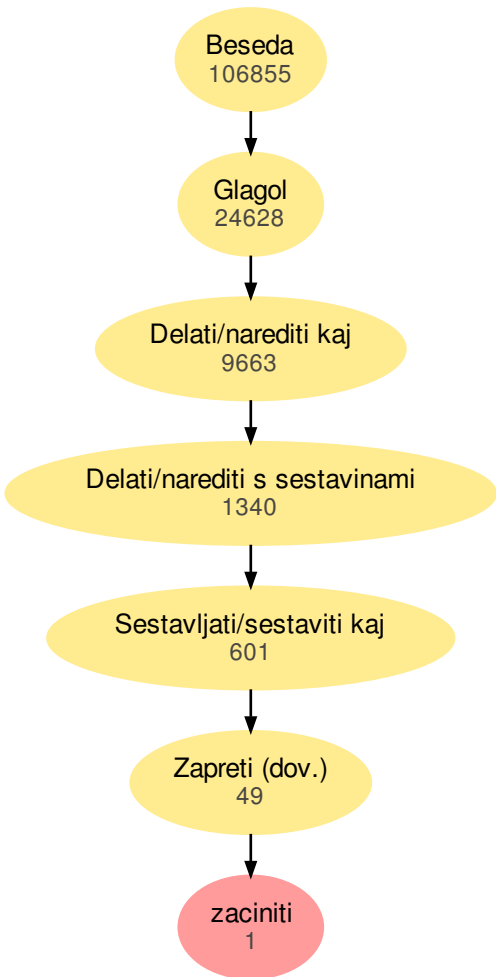 Beseda
106855
Glagol
24628
Delati/narediti kaj
9663
Delati/narediti s sestavinami
1340
Sestavljati/sestaviti kaj
601
Zapreti (dov.)
49
zaciniti
1